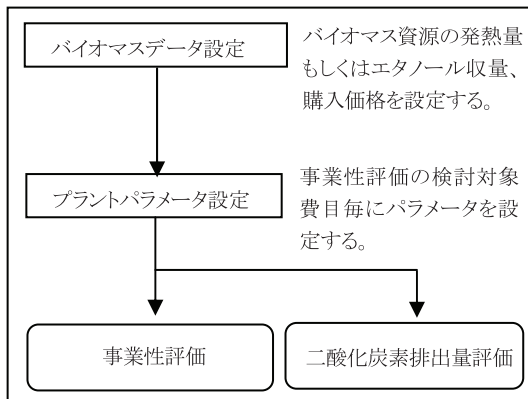 バイオマスデータ設定
バイオマス資源の発熱量
もしくはエタノール収量、
購入価格を設定する。
プラントパラメータ設定
事業性評価の検討対象
費目毎にパラメータを設
定する。
事業性評価
二酸化炭素排出量評価